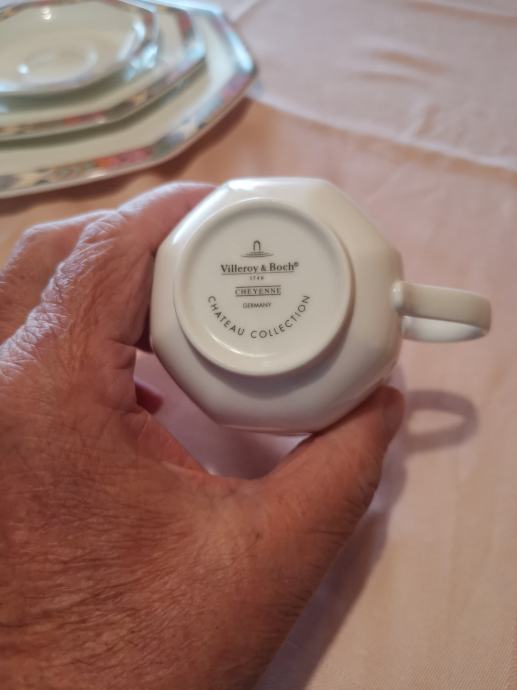 Villeroy & Boch®
1748
CHEYENNE
GERMANY
CHATEAU COLLECTION